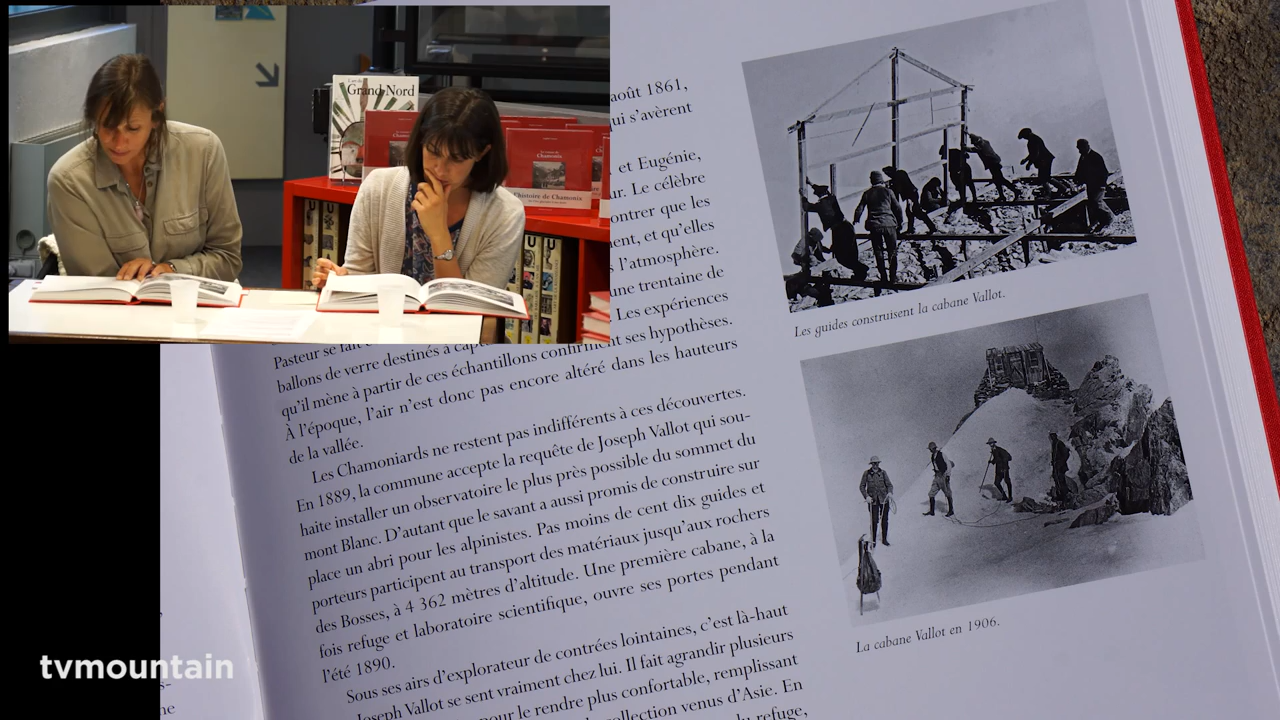 Grand Nord
Chamonix
l'histoire de Chamonix
août 1861,
ui s'avèrent
et Eugénie,
ur. Le célèbre
ontrer que les
ent, et qu'elles
l'atmosphère.
une trentaine de
Les expériences
Pasteur se fait
ses hypothèses.
ballons de verre destinés à
qu'il mène à partir de ces échantillons confirment
À l'époque, l'air n'est donc pas encore altéré dans les hauteurs
de la vallée.
Les Chamoniards ne restent pas indifférents à ces découvertes.
En 1889, la commune accepte la requête de Joseph Vallot qui sou-
haite installer un observatoire le plus près possible du sommet du
mont Blanc. D'autant que le savant a aussi promis de construire sur
place un abri pour les alpinistes. Pas moins de cent dix guides et
porteurs participent au transport des matériaux jusqu'aux rochers
des Bosses, à 4 362 mètres d'altitude. Une première cabane, à la
fois refuge et laboratoire scientifique, ouvre ses portes pendant
l'été 1890.
Sous ses airs d'explorateur de contrées lointaines, c'est là-haut
Joseph Vallot se sent vraiment chez lui. Il fait agrandir plusieurs
pour le rendre plus confortable, remplissant
collection venus d'Asie. En
du refuge,
Les guides construisent la cabane Vallot.
La cabane Vallot en 1906.
tvmountain